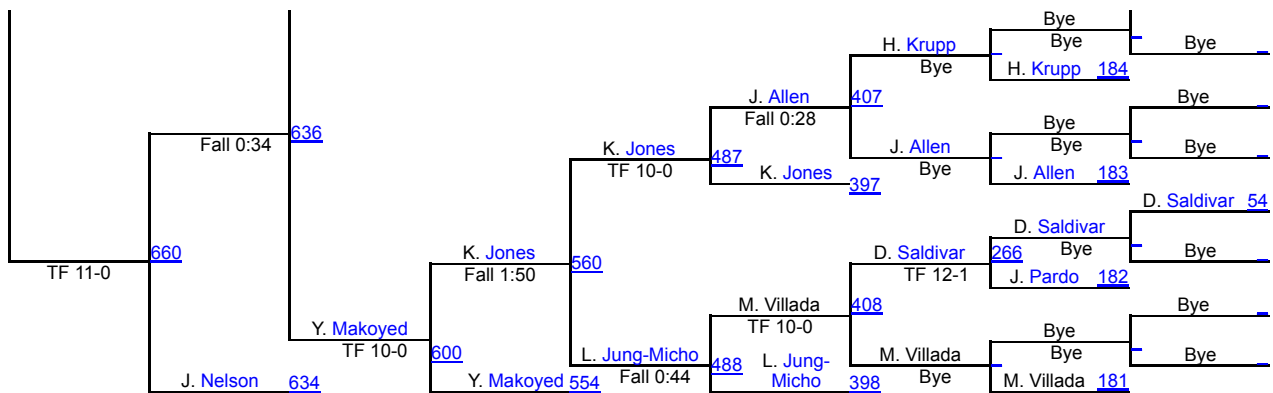 Bye
Bye
Bye
H. Krupp
Bye
H. Krupp 184
J. Allen
407
Fall 0:28
Bye
Fall 0:34
636
Bye
Bye
Bye
K. Jones
487
TF 10-0
J. Allen
Bye
K. Jones
397
J. Allen 183
D. Saldivar 54
D. Saldivar
Bye
660
TF 11-0
K. Jones
560
Fall 1:50
D. Saldivar
266
TF 12-1
Bye
J. Pardo 182
M. Villada
408
TF 10-0
Bye
Y. Makoyed
TF 10-0
600
Bye
Bye
Bye
L. Jung-Micho
488
Fall 0:44
M. Villada
Bye
L. Jung-
Micho 398
J. Nelson 634
Y. Makoyed 554
M. Villada 181